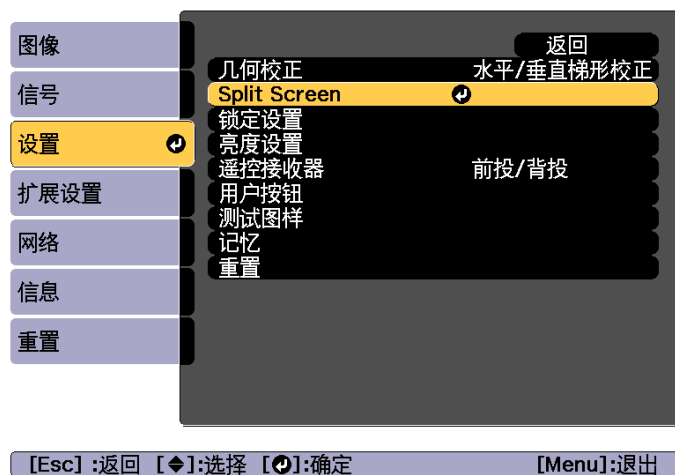 图像
信号
设置
扩展设置
网络
信息
重置
返回
几何校正 水平/垂直梯形校正
Split Screen
锁定设置
亮度设置
遥控接收器 前投/背投
用户按钮
测试图样
记忆
重置
[Esc] :返回 [◆]:选择 [⏎]:确定 [Menu]:退出